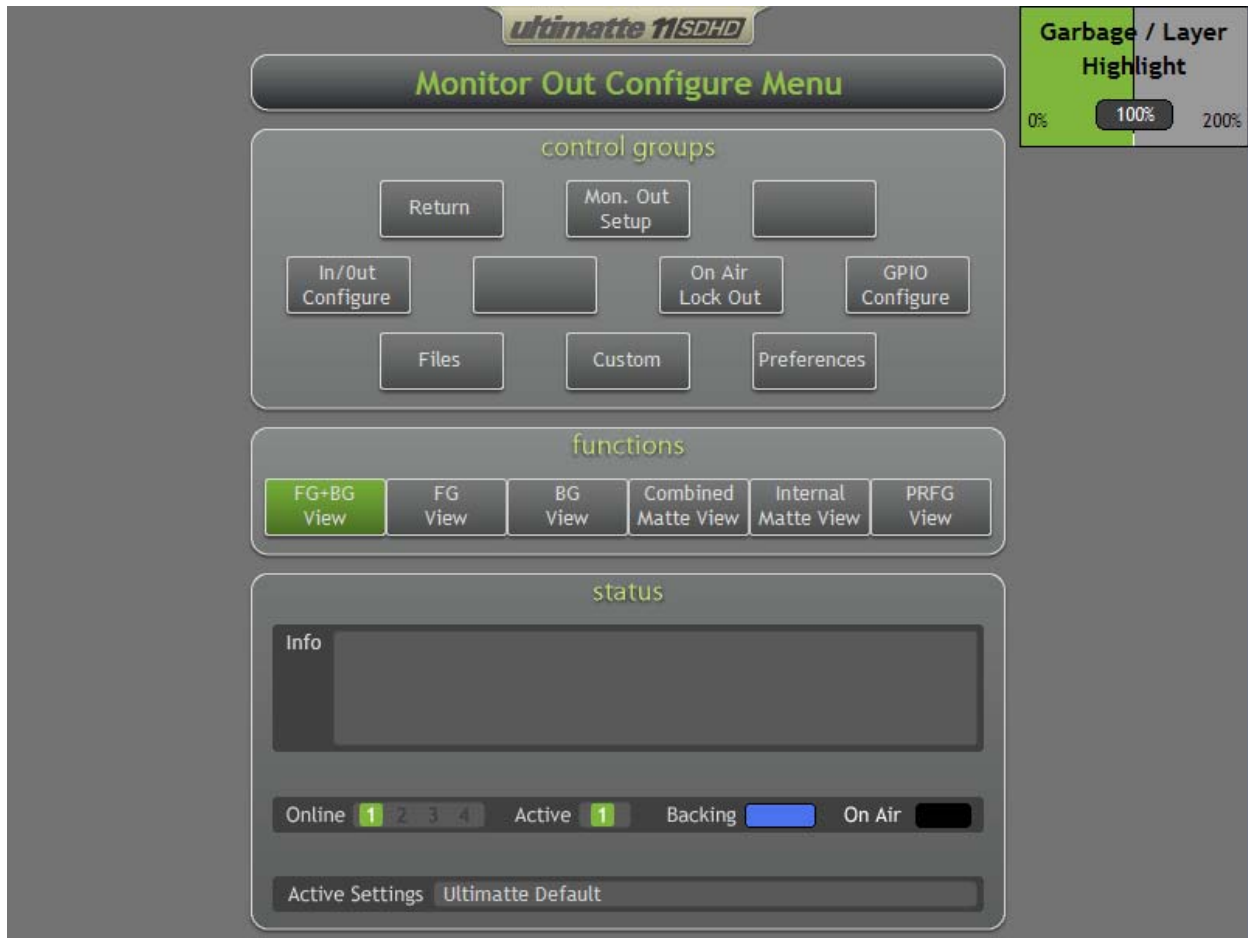 ultimatte 11 SDHD
Monitor Out Configure Menu
Garbage / Layer
Highlight
0% 100% 200%
control groups
Return
Mon. Out
Setup
In/0ut
Configure
On Air
Lock Out
GPIO
Configure
Files
Custom
Preferences
functions
FG+BG
View
FG
View
BG
View
Combined
Matte View
Internal
Matte View
PRFG
View
status
Info
Online 1 2 3 4 Active 1 Backing On Air
Active Settings Ultimatte Default